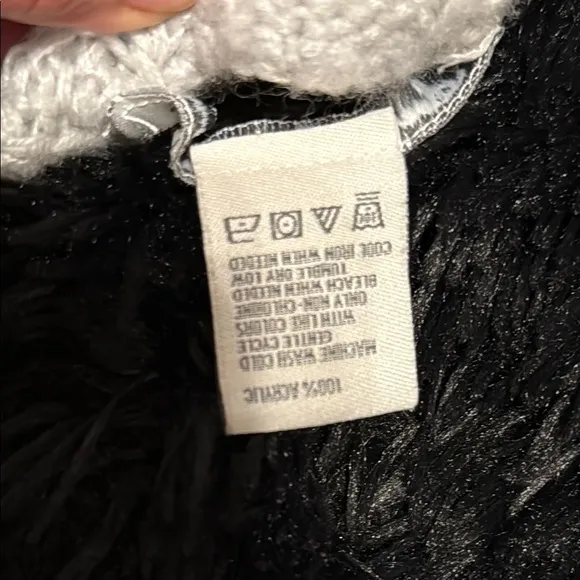 100% ACRYLIC
MACHINE WASH COLD
GENTLE CYCLE
WITH LIKE COLORS
ONLY NON-CHLORINE
BLEACH WHEN NEEDED
TUMBLE DRY LOW
COOL IRON WHEN NEEDED